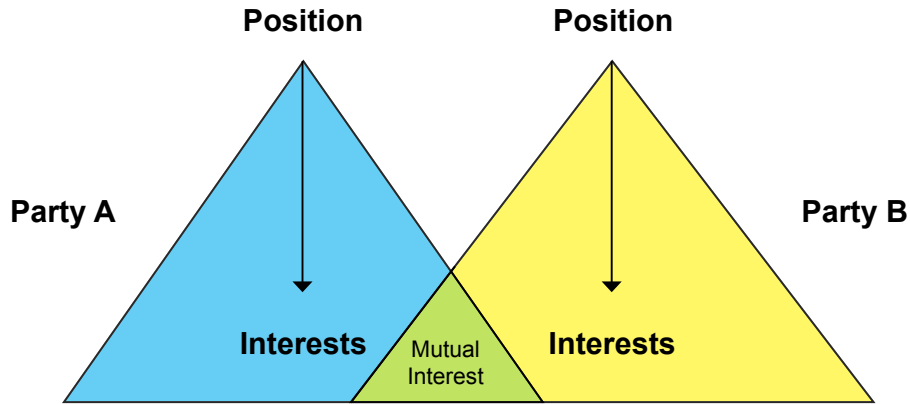 Position
Position
Party A
Party B
Interests
Interests
Mutual
Interest